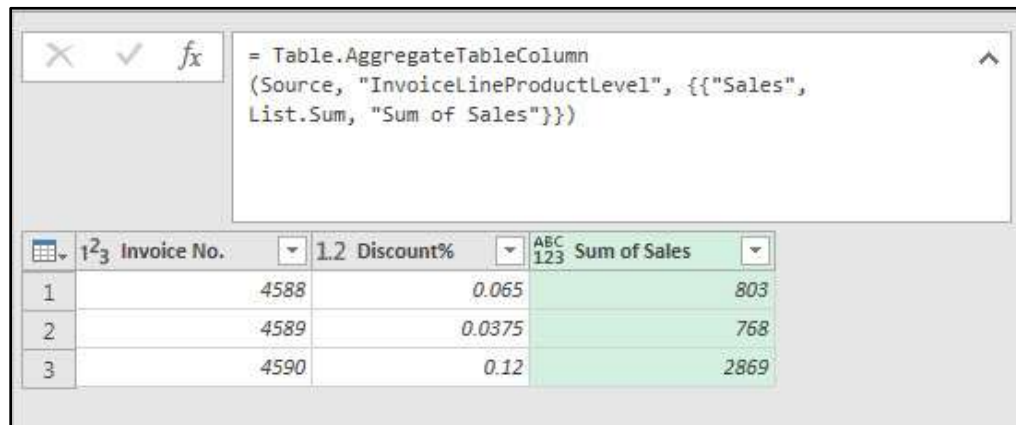 fx
= Table.AggregateTableColumn
(Source, "InvoiceLineProductLevel", {{"Sales",
List.Sum, "Sum of Sales"}})
1²3 Invoice No. 1.2 Discount% ABC 123 Sum of Sales
1 4588 0.065 803
2 4589 0.0375 768
3 4590 0.12 2869